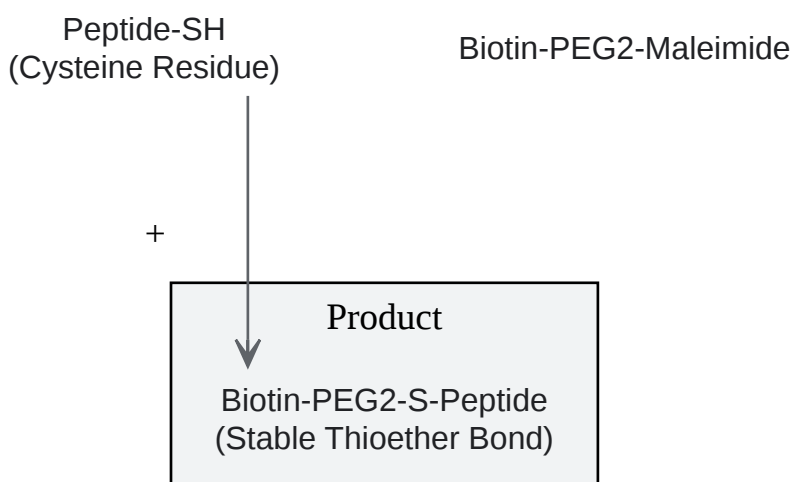 Peptide-SH
(Cysteine Residue)
Biotin-PEG2-Maleimide
+
Product
Biotin-PEG2-S-Peptide
(Stable Thioether Bond)